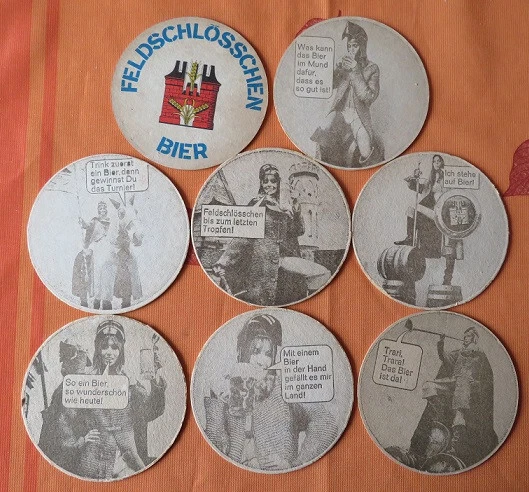 FELDSCHLÖSSCHEN
BIER
Was kann
das Bier
im Mund
dafür,
dass es
so gut ist!
Trink zuerst
ein Bier, dann
gewinnst Du
das Turnier!
Feldschlösschen
bis zum letzten
Tropfen!
Ich stehe
auf Bier!
So ein Bier,
so wunderschön
wie heute!
Mit einem
Bier
in der Hand
gefällt es mir
im ganzen
Land!
Trari,
Trara!
Das Bier
ist da!